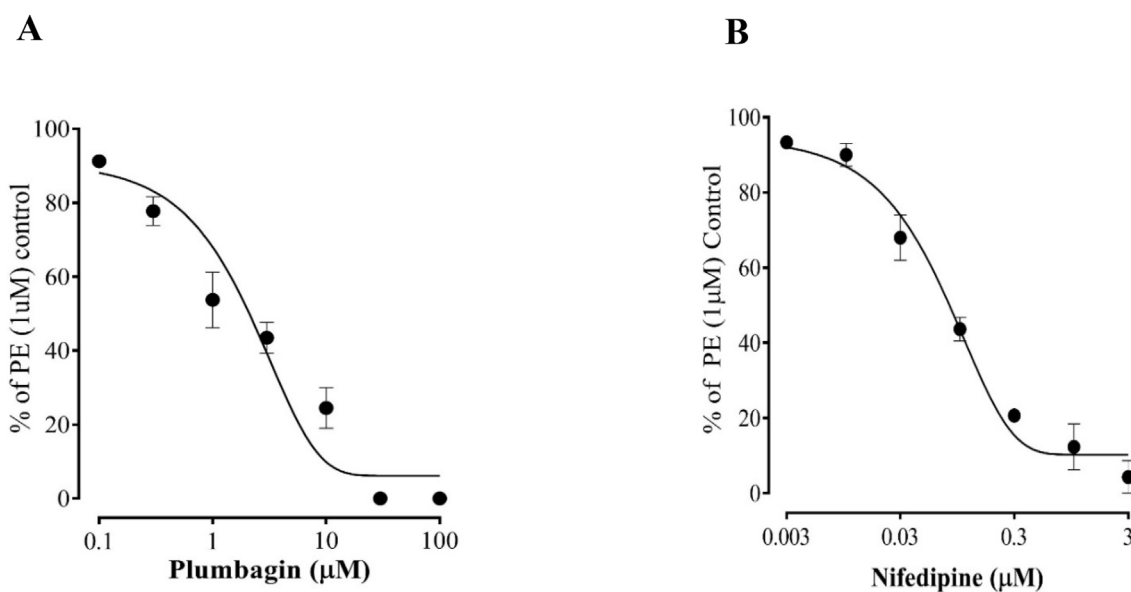 A
% of PE (1uM) control
100
80
60
40
20
0
0.1 1 10 100
Plumbagin (μM)
B
% of PE (1μM) Control
100
80
60
40
20
0
0.003 0.03 0.3 3
Nifedipine (μM)